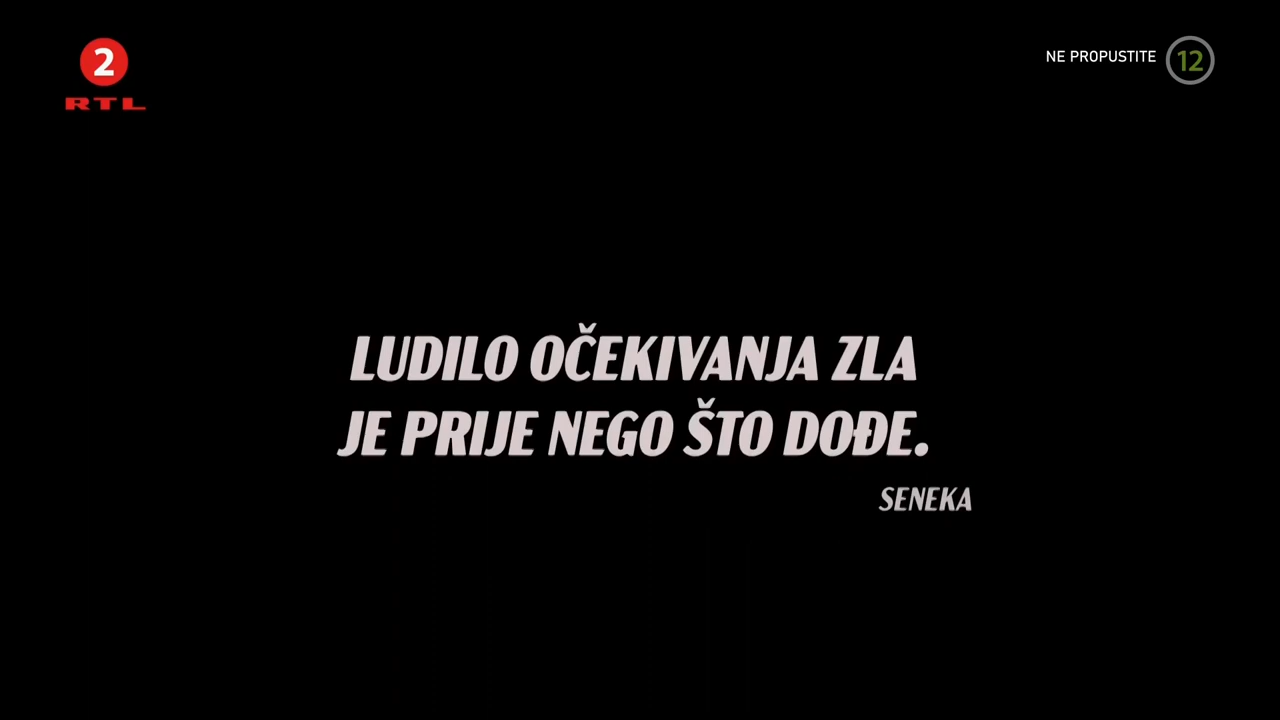 2
RTL
NE PROPUSTITE 12
LUDILO OČEKIVANJA ZLA
JE PRIJE NEGO ŠTO DOĐE.
SENEKA